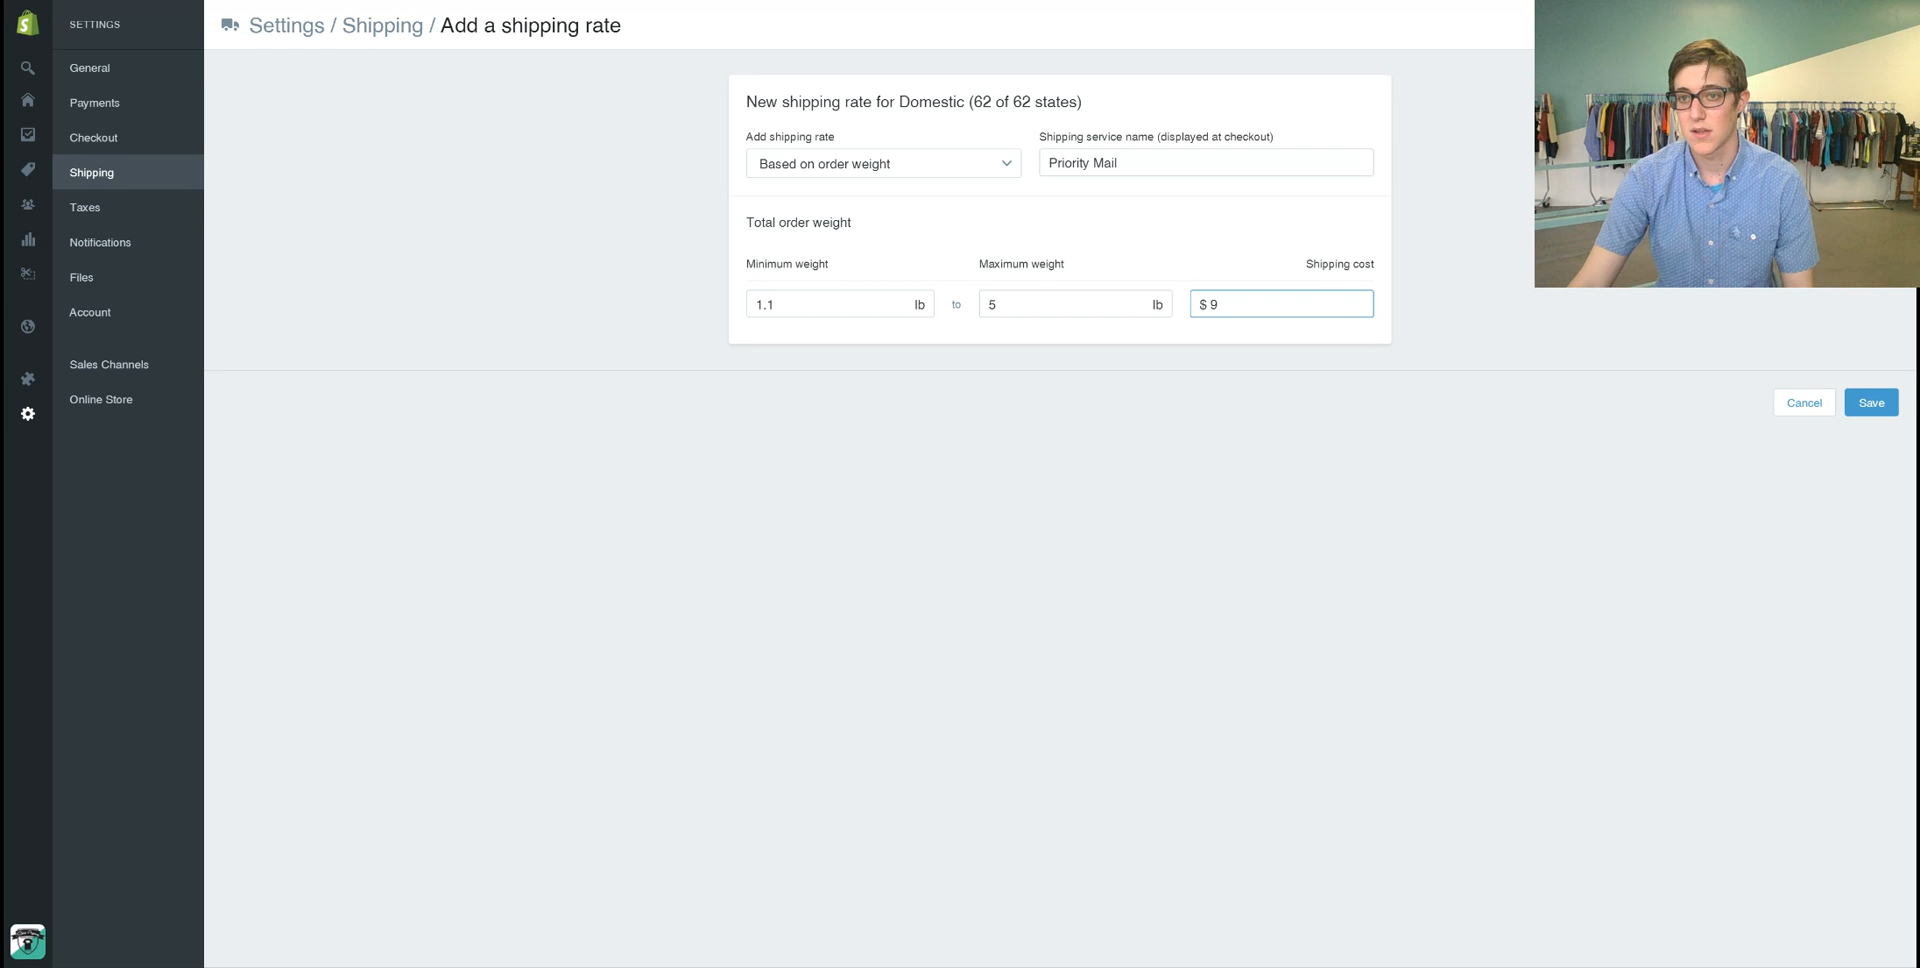 SETTINGS
General
Payments
Checkout
Shipping
Taxes
Notifications
Files
Account
Sales Channels
Online Store
Settings / Shipping / Add a shipping rate
New shipping rate for Domestic (62 of 62 states)
Add shipping rate
Shipping service name (displayed at checkout)
Based on order weight
Priority Mail
Total order weight
Minimum weight
Maximum weight
Shipping cost
1.1 lb to 5 lb $ 9
Cancel
Save